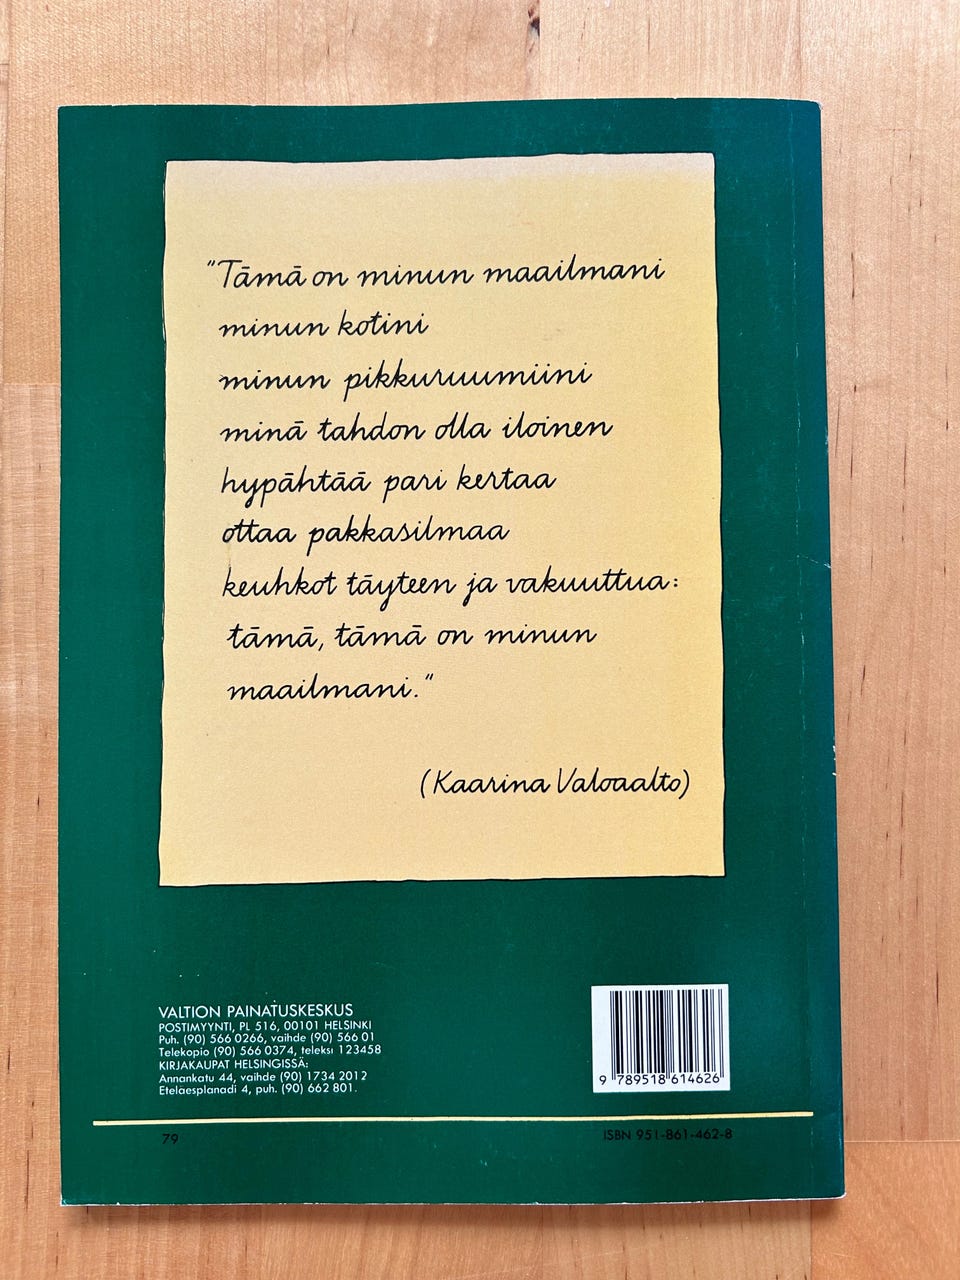 "Tämä on minun maailmani
minun kotini
minun pikkuruumiini
minä tahdon olla iloinen
hypähtää pari kertaa
ottaa pakkasilmaa
keuhkot täyteen ja vakuuttua:
tämä, tämä on minun
maailmani."
(Kaarina Valoaalto)
VALTION PAINATUSKESKUS
POSTIMYYNTI, PL 516, 00101 HELSINKI
Puh. (90) 566 0266, vaihde (90) 566 01
Telekopio (90) 566 0374, teleksi 123458
KIRJAKAUPAT HELSINGISSÄ:
Annankatu 44, vaihde (90) 1734 2012
Etelaesplanadi 4, puh. (90) 662 801.
9 789518 614626
79
ISBN 951-861-462-8